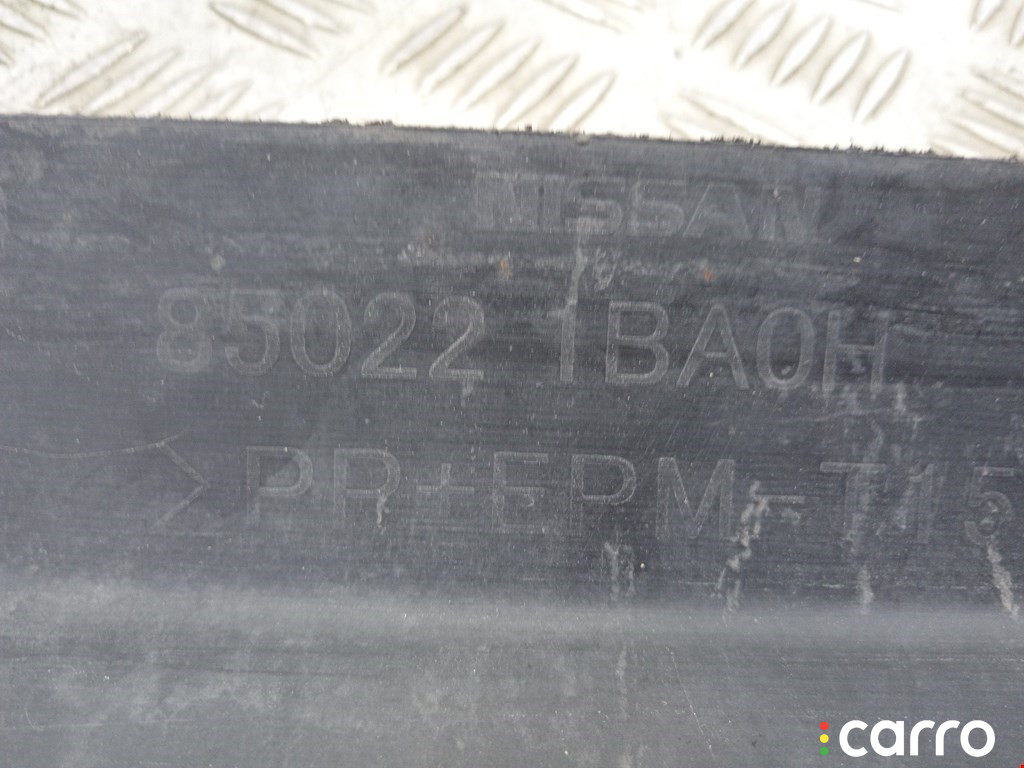 NISSAN
85022 1BA0H
>PP+EPM-T15
carro